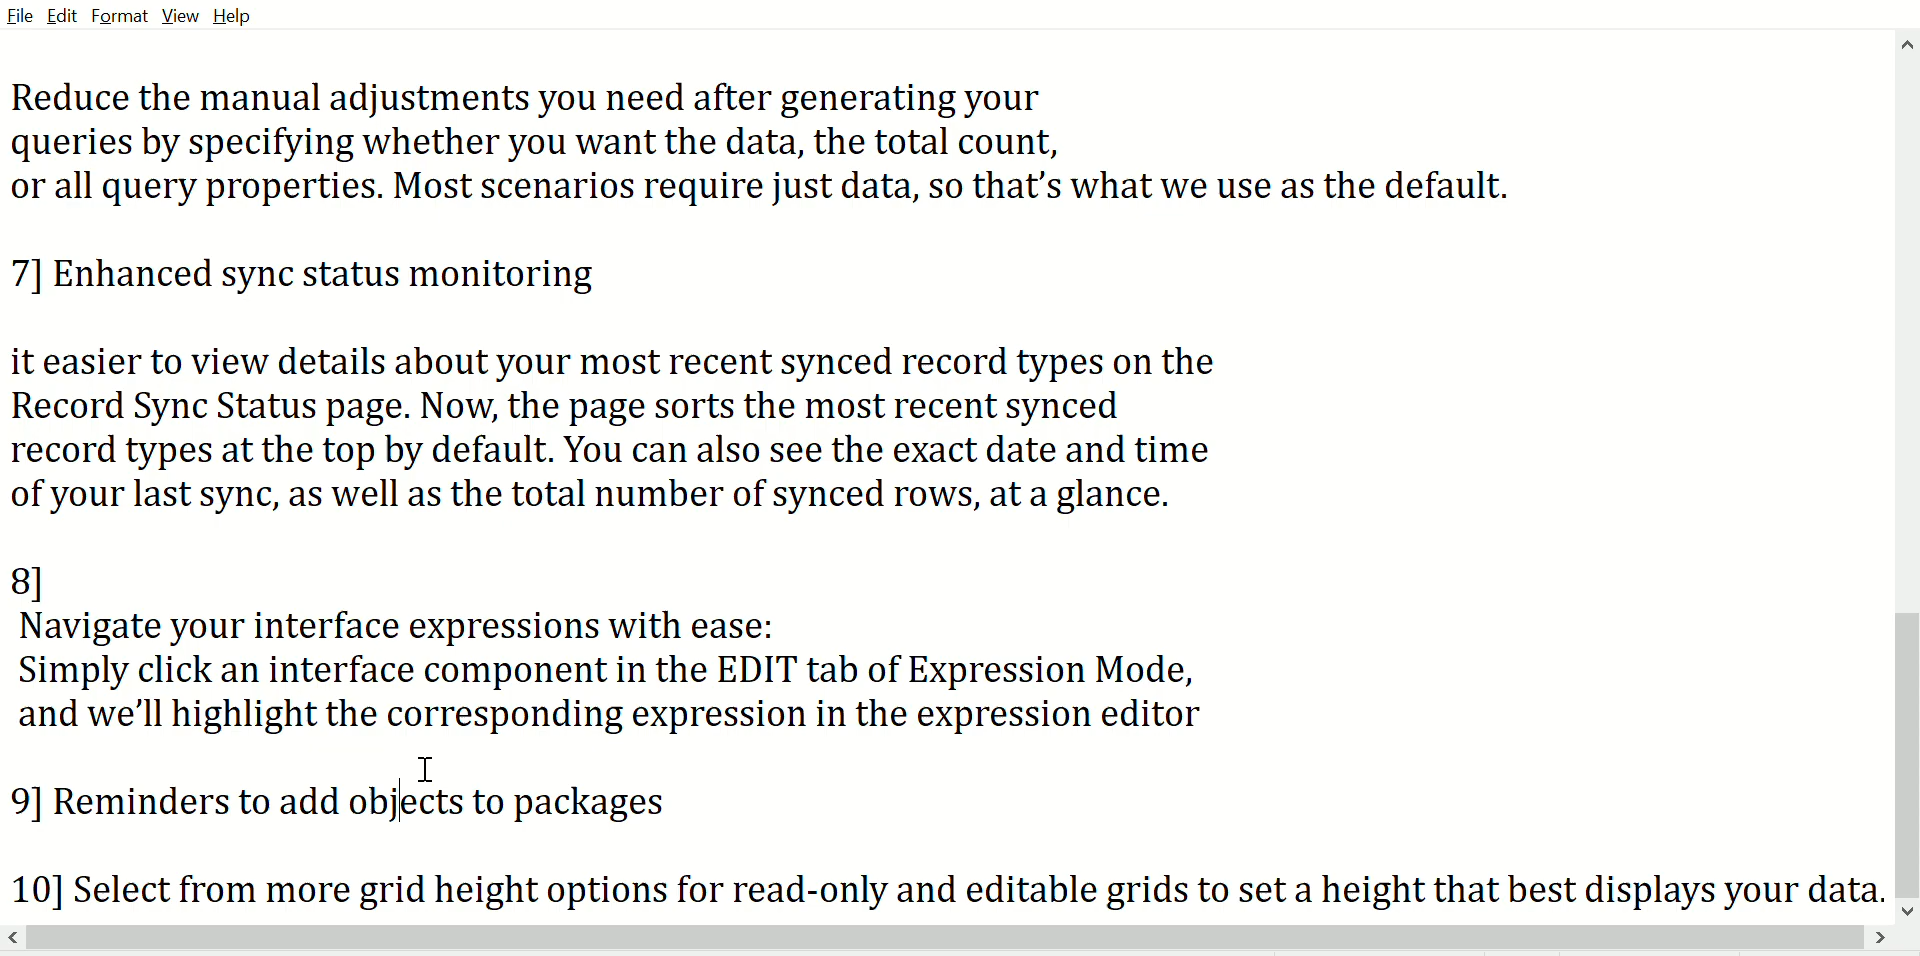 File Edit Format View Help
Reduce the manual adjustments you need after generating your
queries by specifying whether you want the data, the total count,
or all query properties. Most scenarios require just data, so that’s what we use as the default.
7] Enhanced sync status monitoring
it easier to view details about your most recent synced record types on the
Record Sync Status page. Now, the page sorts the most recent synced
record types at the top by default. You can also see the exact date and time
of your last sync, as well as the total number of synced rows, at a glance.
8]
Navigate your interface expressions with ease:
Simply click an interface component in the EDIT tab of Expression Mode,
and we’ll highlight the corresponding expression in the expression editor
9] Reminders to add objects to packages
10] Select from more grid height options for read-only and editable grids to set a height that best displays your data.